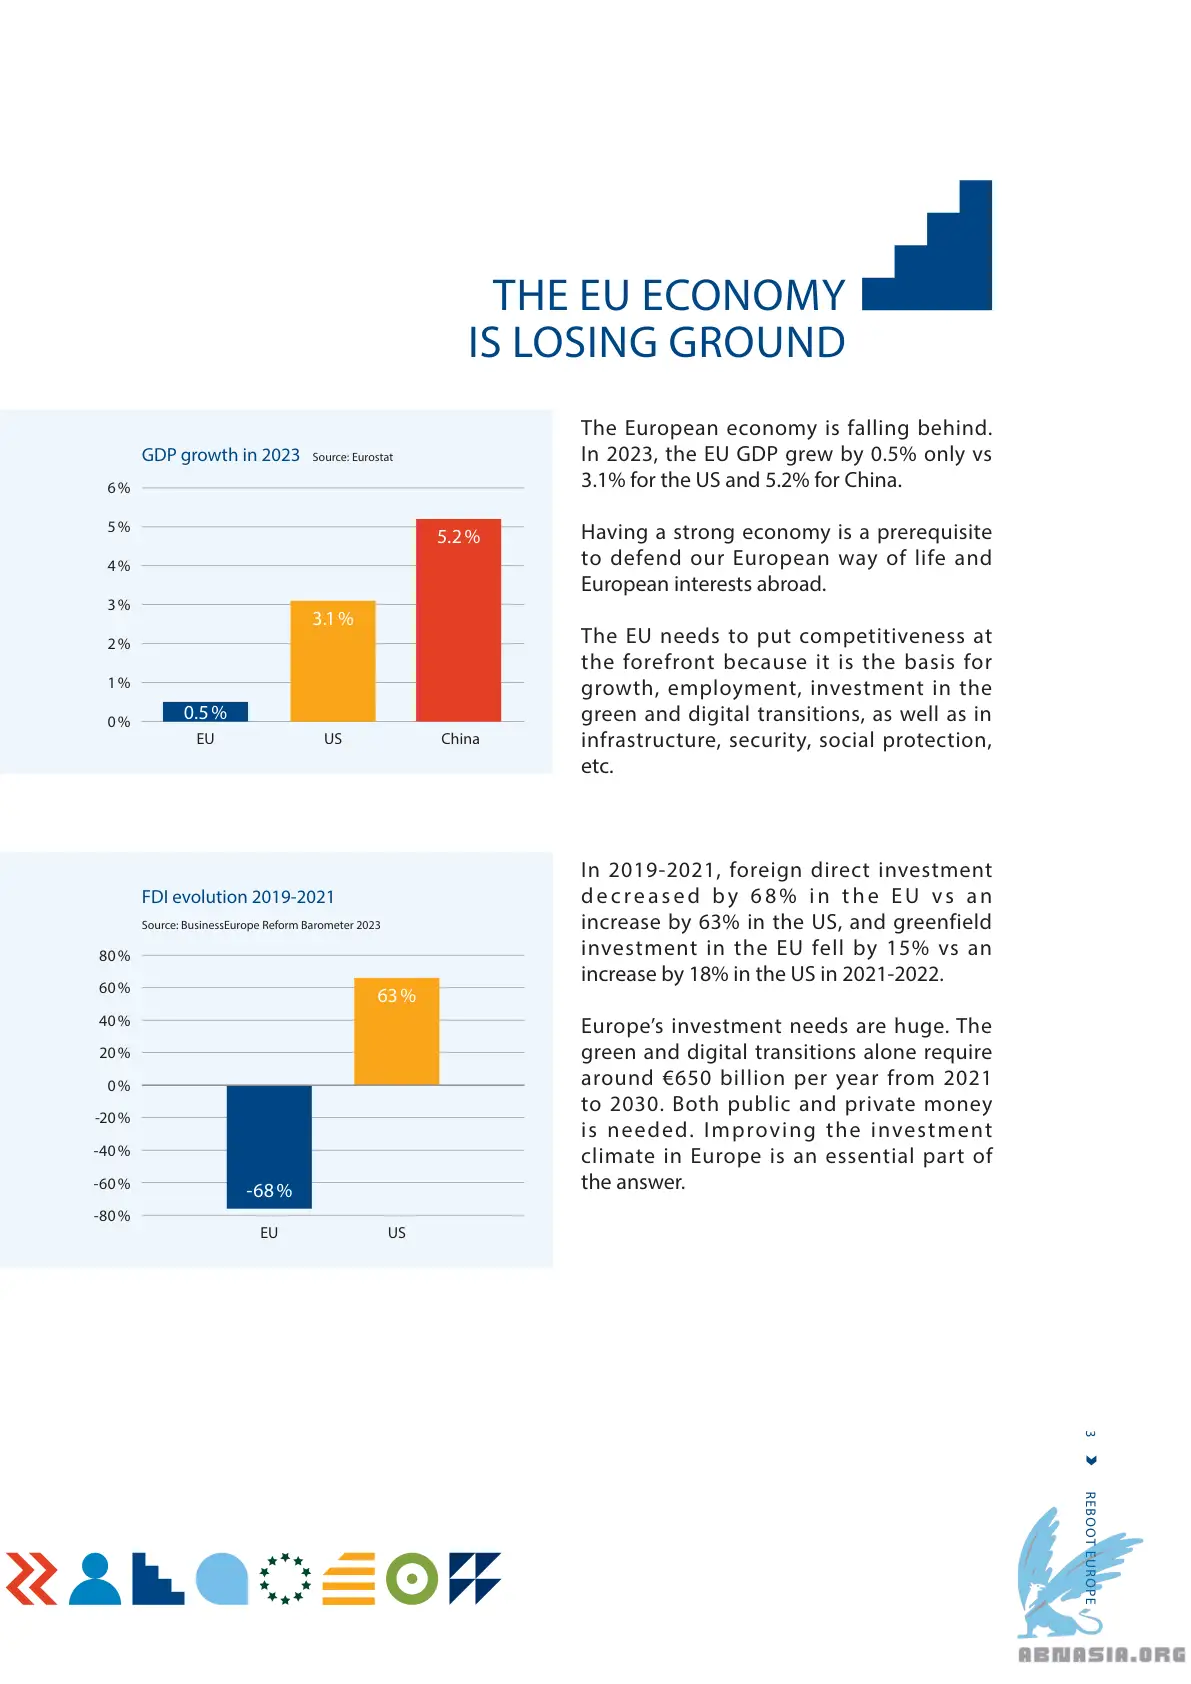 THE EU ECONOMY
IS LOSING GROUND
GDP growth in 2023 Source: Eurostat
6 %
5 %
4 %
3 %
2 %
1 %
0 %
0.5 %
3.1 %
5.2 %
EU US China
The European economy is falling behind.
In 2023, the EU GDP grew by 0.5% only vs
3.1% for the US and 5.2% for China.
Having a strong economy is a prerequisite
to defend our European way of life and
European interests abroad.
The EU needs to put competitiveness at
the forefront because it is the basis for
growth, employment, investment in the
green and digital transitions, as well as in
infrastructure, security, social protection,
etc.
FDI evolution 2019-2021
Source: BusinessEurope Reform Barometer 2023
80 %
60 %
40 %
20 %
0 %
-20 %
-40 %
-60 %
-80 %
63 %
-68 %
EU US
In 2019-2021, foreign direct investment
decreased by 68% in the EU vs an
increase by 63% in the US, and greenfield
investment in the EU fell by 15% vs an
increase by 18% in the US in 2021-2022.
Europe’s investment needs are huge. The
green and digital transitions alone require
around €650 billion per year from 2021
to 2030. Both public and private money
is needed. Improving the investment
climate in Europe is an essential part of
the answer.
3 REBOOT EUROPE
ABNASIA.ORG